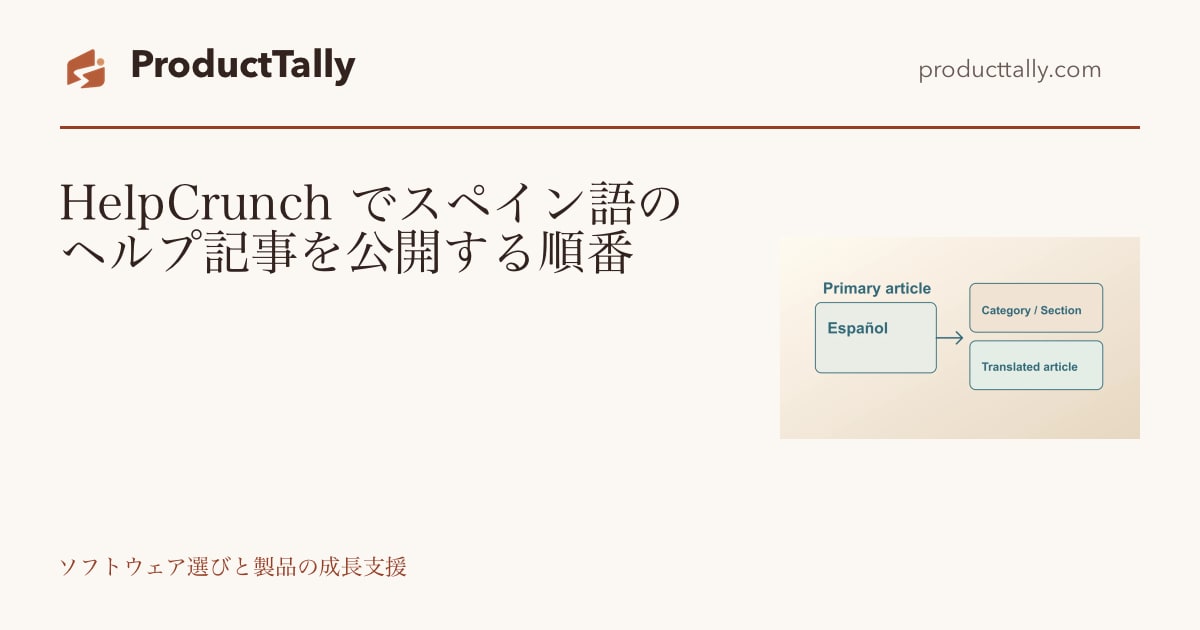 ProductTally
producttally.com
HelpCrunch でスペイン語の
ヘルプ記事を公開する順番
Primary article
Español
Category / Section
Translated article
ソフトウェア選びと製品の成長支援